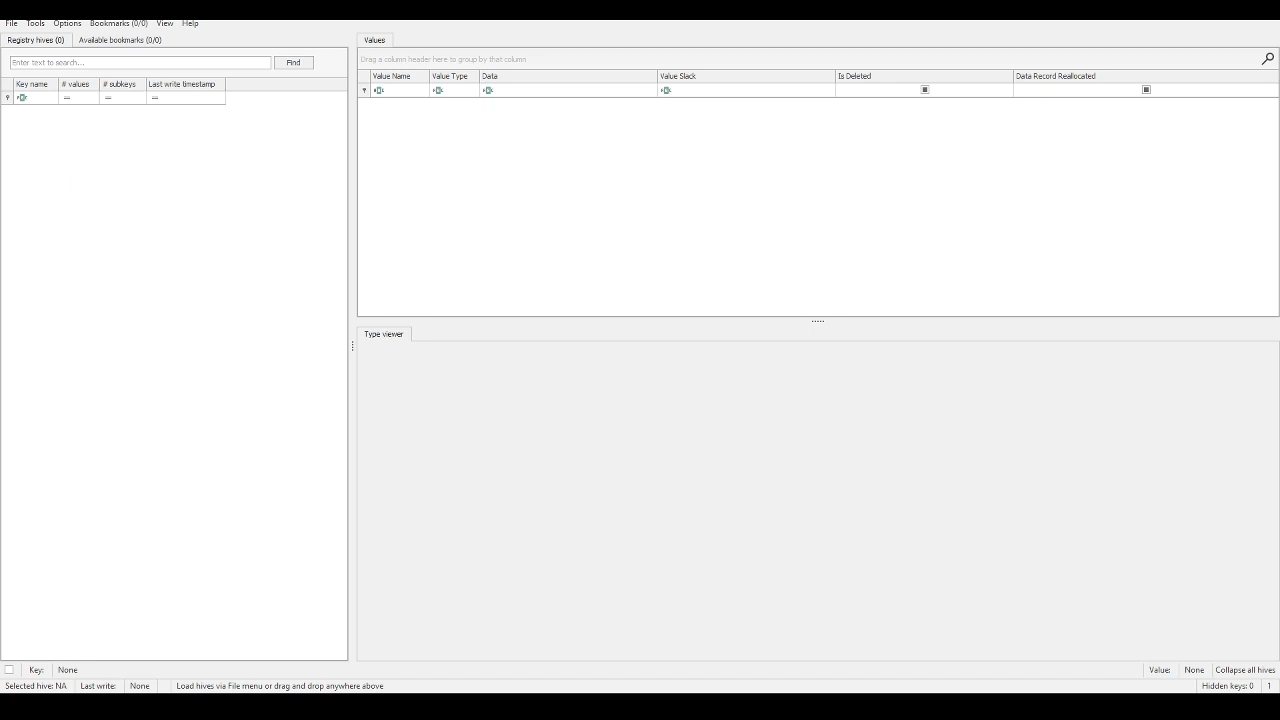 File Tools Options Bookmarks (0/0) View Help
Registry hives (0) Available bookmarks (0/0)
Enter text to search... Find
Key name # values # subkeys Last write timestamp
Values
Drag a column header here to group by that column
Value Name Value Type Data Value Slack Is Deleted Data Record Reallocated
Type viewer
Key: None
Value: None Collapse all hives
Selected hive: NA Last write: None Load hives via File menu or drag and drop anywhere above
Hidden keys: 0 1